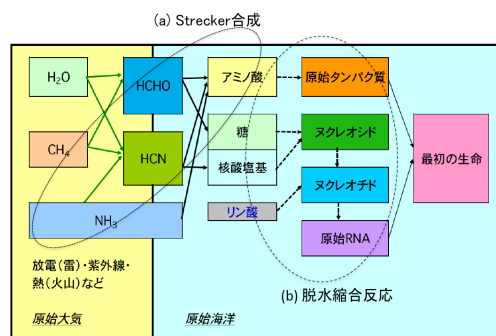 (a) Strecker合成
H₂O
HCHO
アミノ酸
原始タンパク質
CH₄
HCN
糖
核酸塩基
ヌクレオシド
最初の生命
NH₃
リン酸
ヌクレオチド
原始RNA
放電(雷)・紫外線・
熱(火山)など
(b) 脱水縮合反応
原始大気
原始海洋